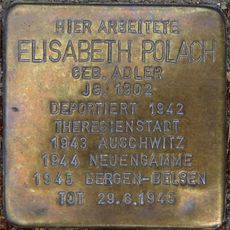 HIER ARBEITETE
ELISABETH POLACH
GEB. ADLER
JG. 1902
DEPORTIERT 1942
THERESIENSTADT
1943 AUSCHWITZ
1944 NEUENGAMME
1945 BERGEN-BELSEN
TOT 29.6.1945